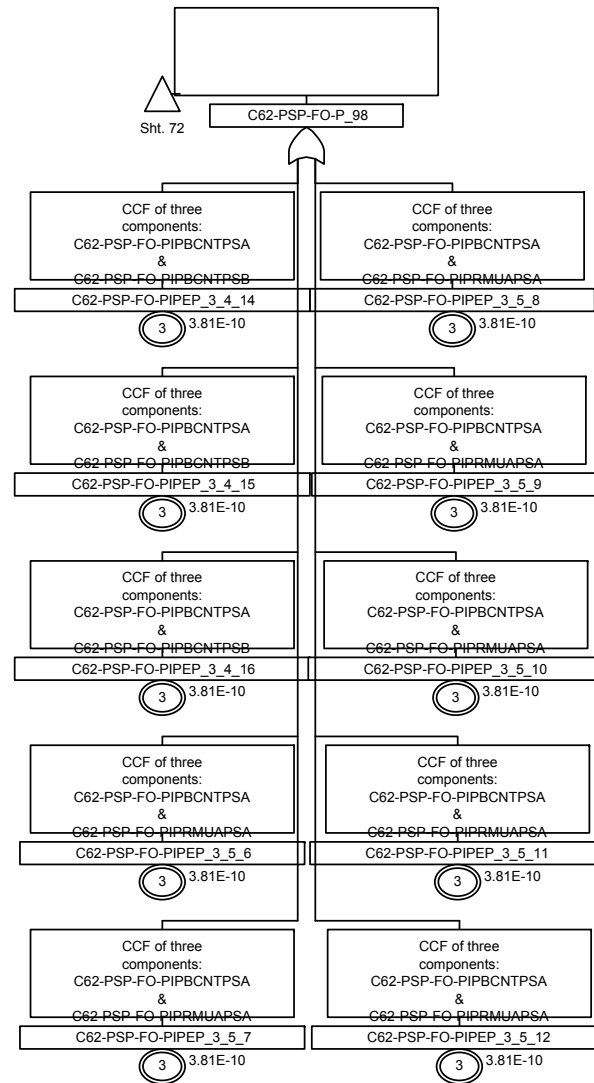 Sht. 72
C62-PSP-FO-P_98
CCF of three
components:
C62-PSP-FO-PIPBCNTPSA
&
C62-PSP-FO-PIPBCNTPSB
C62-PSP-FO-PIPEP_3_4_14
3
3.81E-10
CCF of three
components:
C62-PSP-FO-PIPBCNTPSA
&
C62-PSP-FO-PIPRMUAPSA
C62-PSP-FO-PIPEP_3_5_8
3
3.81E-10
CCF of three
components:
C62-PSP-FO-PIPBCNTPSA
&
C62-PSP-FO-PIPBCNTPSB
C62-PSP-FO-PIPEP_3_4_15
3
3.81E-10
CCF of three
components:
C62-PSP-FO-PIPBCNTPSA
&
C62-PSP-FO-PIPRMUAPSA
C62-PSP-FO-PIPEP_3_5_9
3
3.81E-10
CCF of three
components:
C62-PSP-FO-PIPBCNTPSA
&
C62-PSP-FO-PIPBCNTPSB
C62-PSP-FO-PIPEP_3_4_16
3
3.81E-10
CCF of three
components:
C62-PSP-FO-PIPBCNTPSA
&
C62-PSP-FO-PIPRMUAPSA
C62-PSP-FO-PIPEP_3_5_10
3
3.81E-10
CCF of three
components:
C62-PSP-FO-PIPBCNTPSA
&
C62-PSP-FO-PIPRMUAPSA
C62-PSP-FO-PIPEP_3_5_6
3
3.81E-10
CCF of three
components:
C62-PSP-FO-PIPBCNTPSA
&
C62-PSP-FO-PIPRMUAPSA
C62-PSP-FO-PIPEP_3_5_11
3
3.81E-10
CCF of three
components:
C62-PSP-FO-PIPBCNTPSA
&
C62-PSP-FO-PIPRMUAPSA
C62-PSP-FO-PIPEP_3_5_7
3
3.81E-10
CCF of three
components:
C62-PSP-FO-PIPBCNTPSA
&
C62-PSP-FO-PIPRMUAPSA
C62-PSP-FO-PIPEP_3_5_12
3
3.81E-10